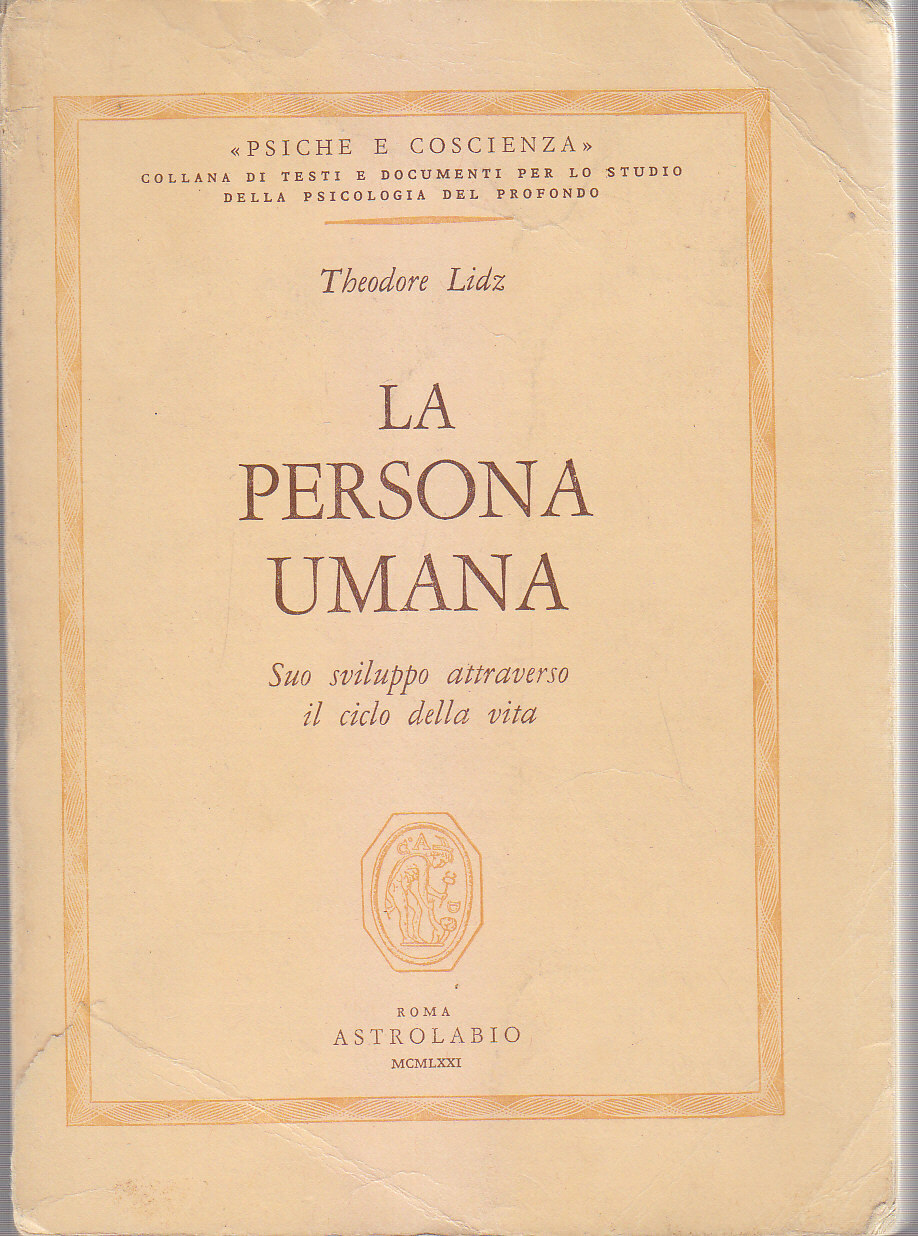 «PSICHE E COSCIENZA»
COLLANA DI TESTI E DOCUMENTI PER LO STUDIO
DELLA PSICOLOGIA DEL PROFONDO
Theodore Lidz
LA
PERSONA
UMANA
Suo sviluppo attraverso
il ciclo della vita
ROMA
ASTROLABIO
MCMLXXI